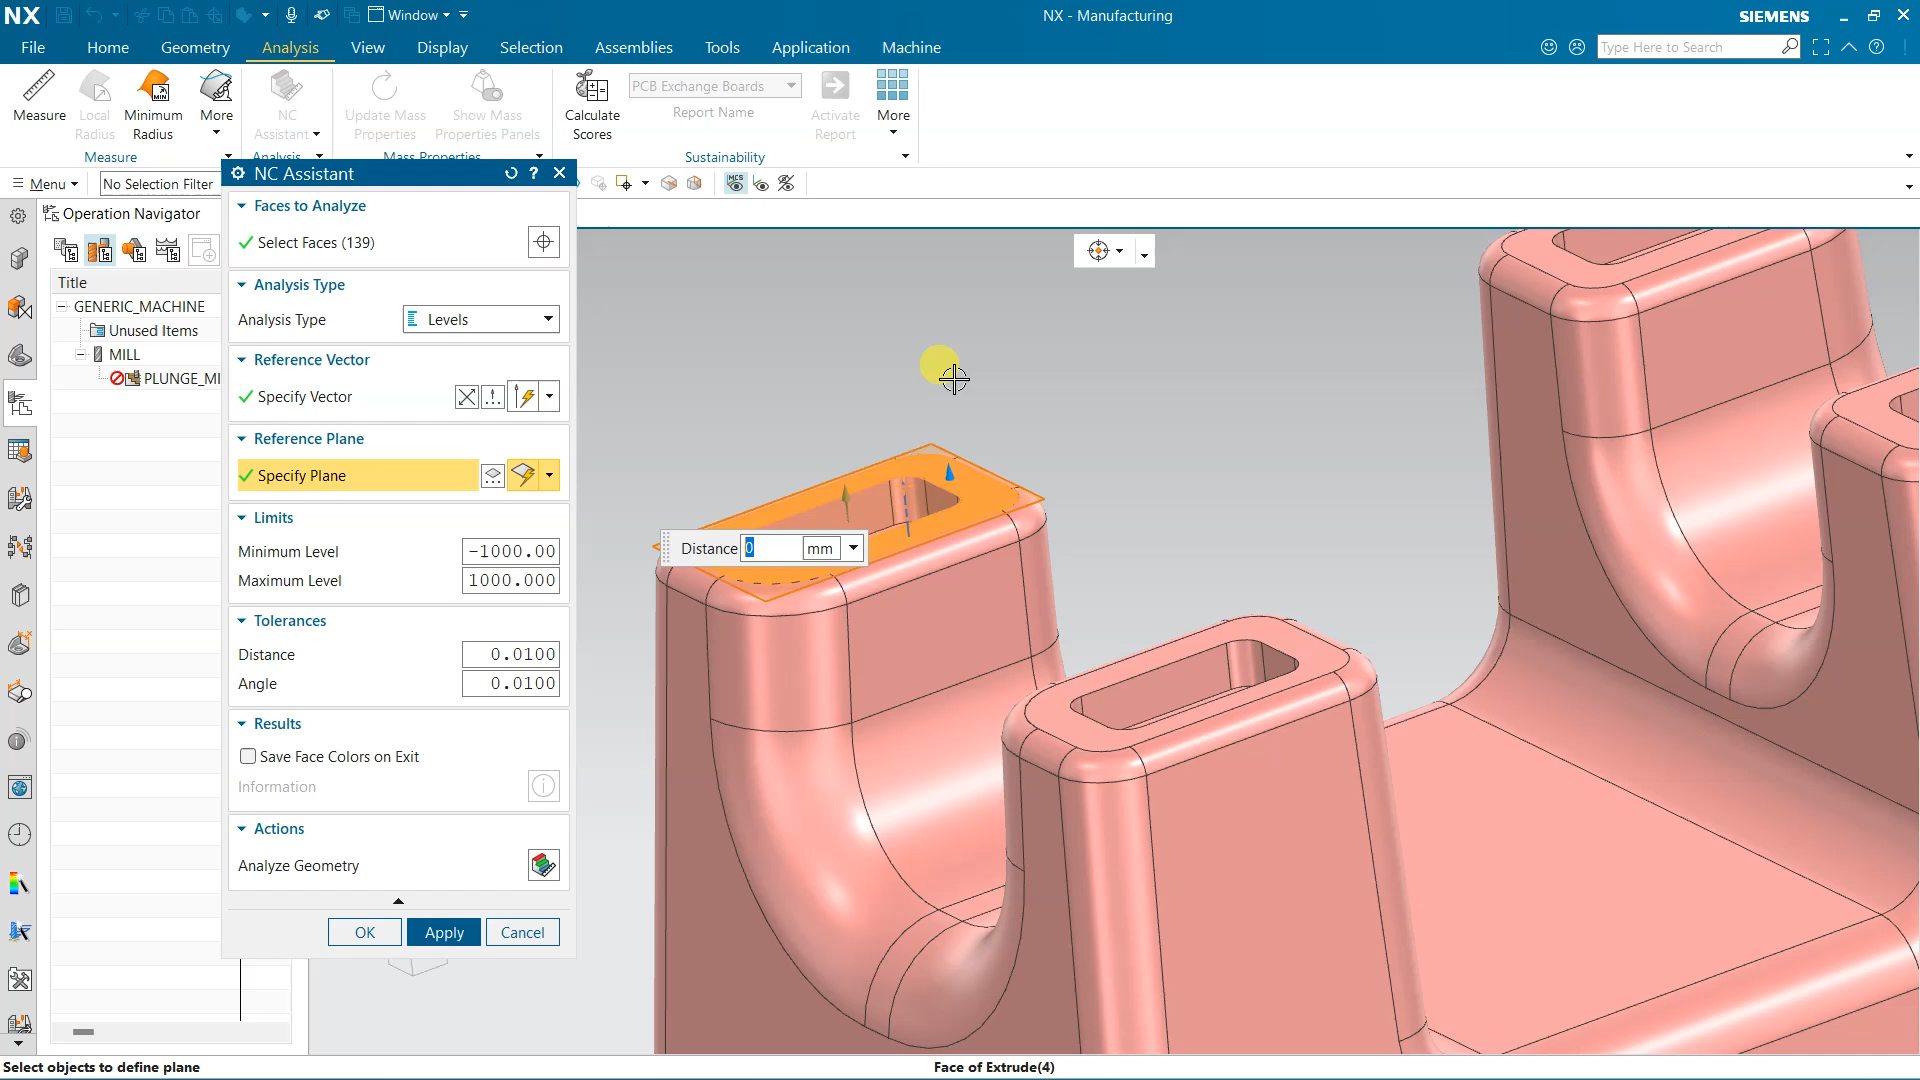 NX
Window
NX - Manufacturing
SIEMENS
File Home Geometry Analysis View Display Selection Assemblies Tools Application Machine
Type Here to Search
Measure
Local Radius
Minimum Radius
More
NC Assistant
Update Mass Properties
Show Mass Properties Panels
Calculate Scores
PCB Exchange Boards
Report Name
Activate Report
More
Measure
Analysis
Mass Properties
Sustainability
Menu
No Selection Filter
MCS
Operation Navigator
Title
GENERIC_MACHINE
Unused Items
MILL
PLUNGE_MI
NC Assistant
Faces to Analyze
Select Faces (139)
Analysis Type
Analysis Type Levels
Reference Vector
Specify Vector
Reference Plane
Specify Plane
Limits
Minimum Level -1000.00
Maximum Level 1000.000
Tolerances
Distance 0.0100
Angle 0.0100
Results
Save Face Colors on Exit
Information
Actions
Analyze Geometry
OK Apply Cancel
Distance 0 mm
Select objects to define plane
Face of Extrude(4)